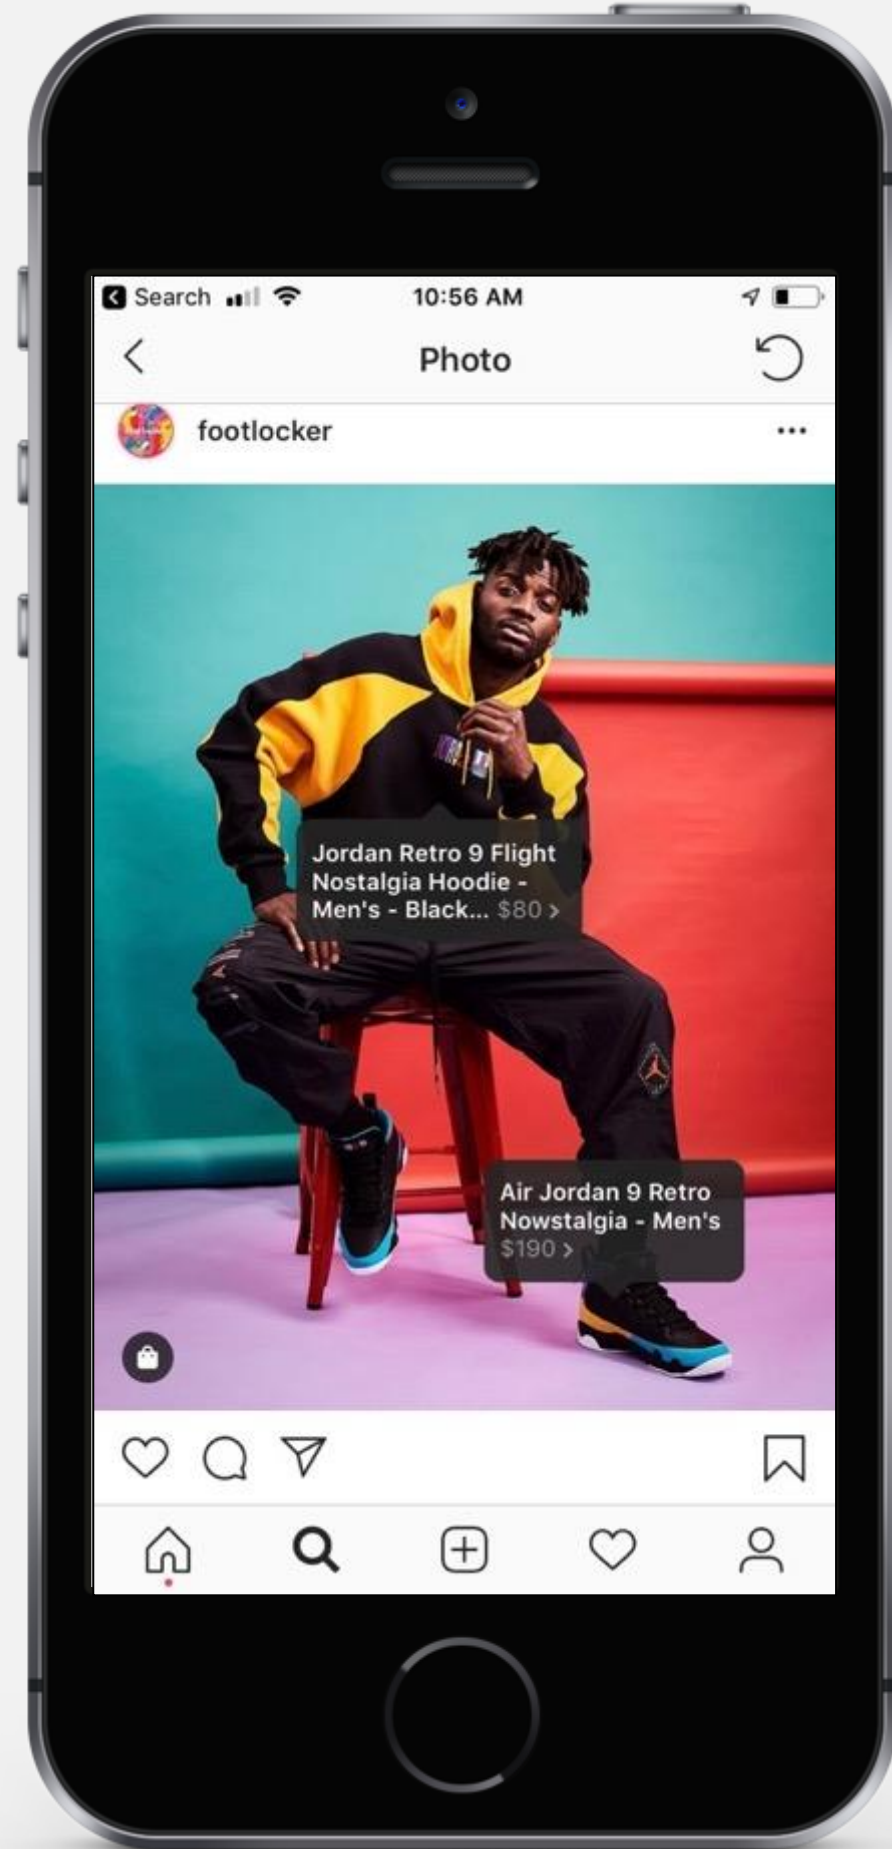 Search
10:56 AM
Photo
footlocker
...
Jordan Retro 9 Flight
Nostalgia Hoodie -
Men's - Black... $80 >
Air Jordan 9 Retro
Nowstalgia - Men's
$190 >